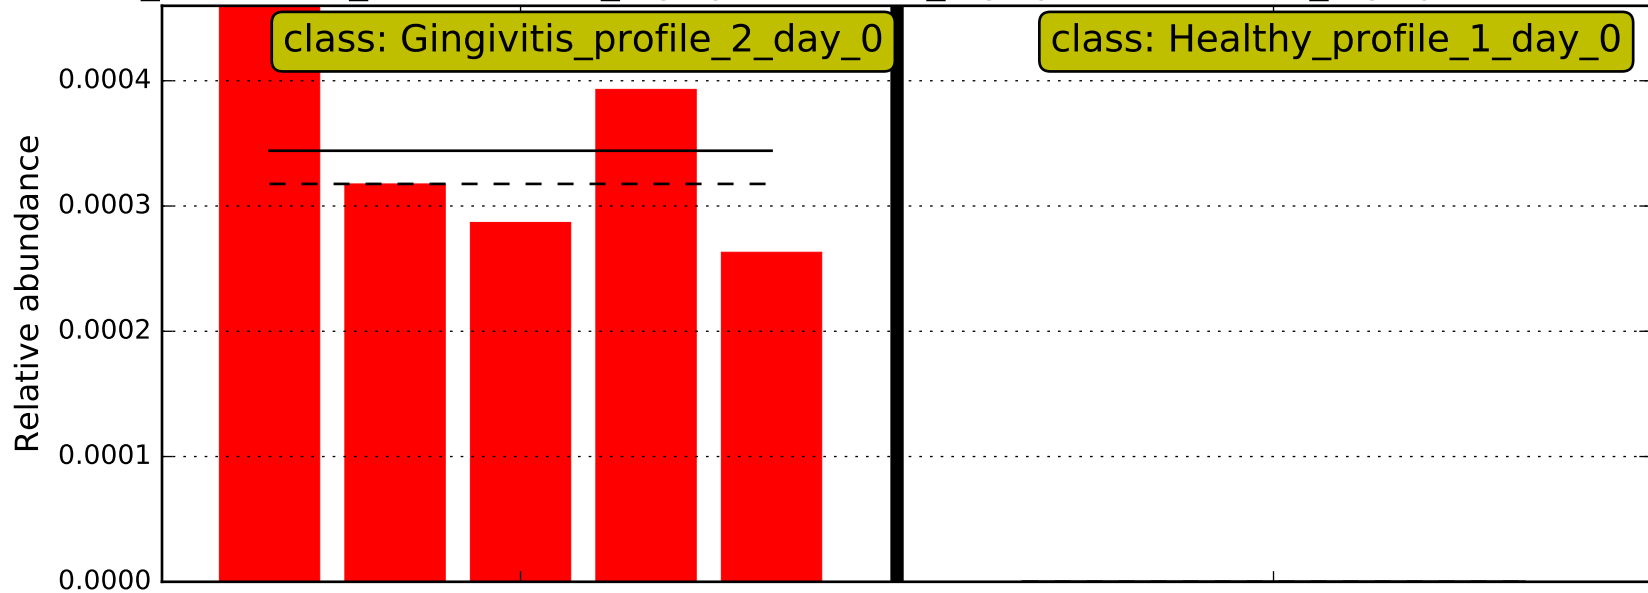 class: Gingivitis_profile_2_day_0
class: Healthy_profile_1_day_0
Relative abundance
0.0004
0.0003
0.0002
0.0001
0.0000